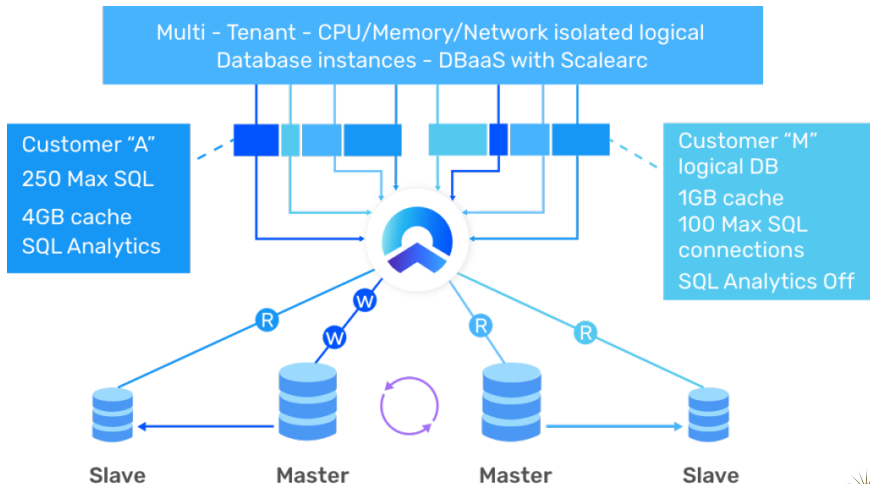 Multi - Tenant - CPU/Memory/Network isolated logical
Database instances - DBaaS with Scalearc
Customer “A”
250 Max SQL
4GB cache
SQL Analytics
Customer “M”
logical DB
1GB cache
100 Max SQL
connections
SQL Analytics Off
W
R
W
R
R
Slave
Master
Master
Slave